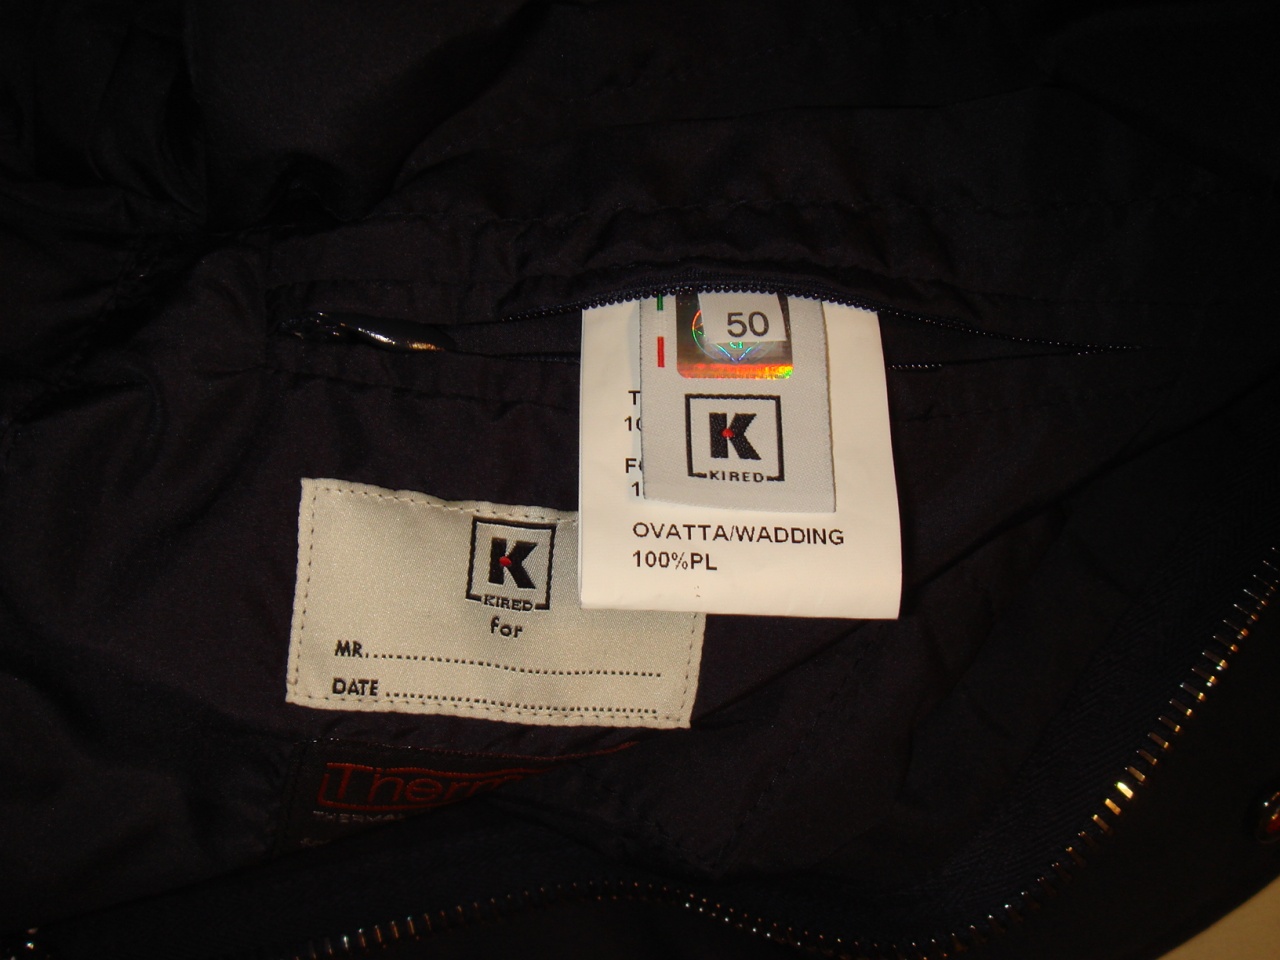 50
K
KIRED
OVATTA/WADDING
100%PL
K
KIRED
for
MR.
DATE